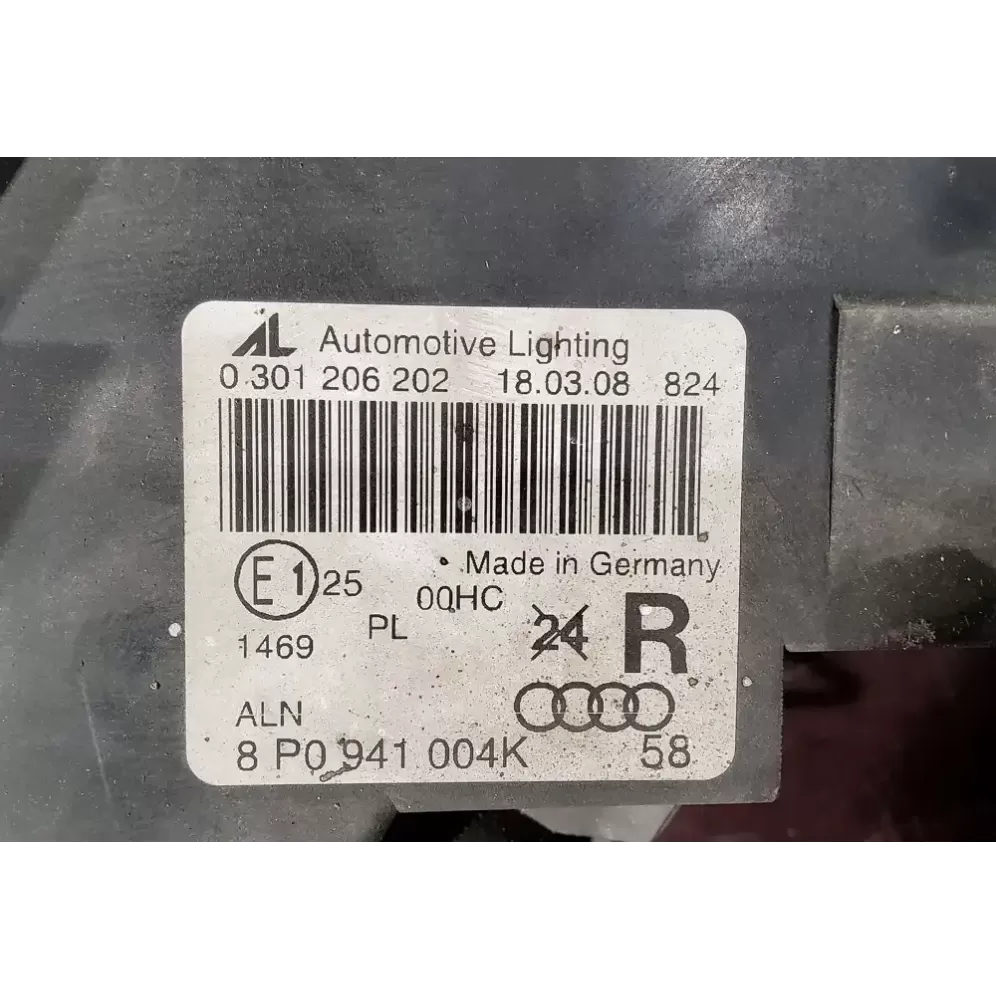 AL Automotive Lighting
0 301 206 202 18.03.08 824
Made in Germany
E1 25 00HC
PL 24 R
1469
ALN
8 P0 941 004K 58